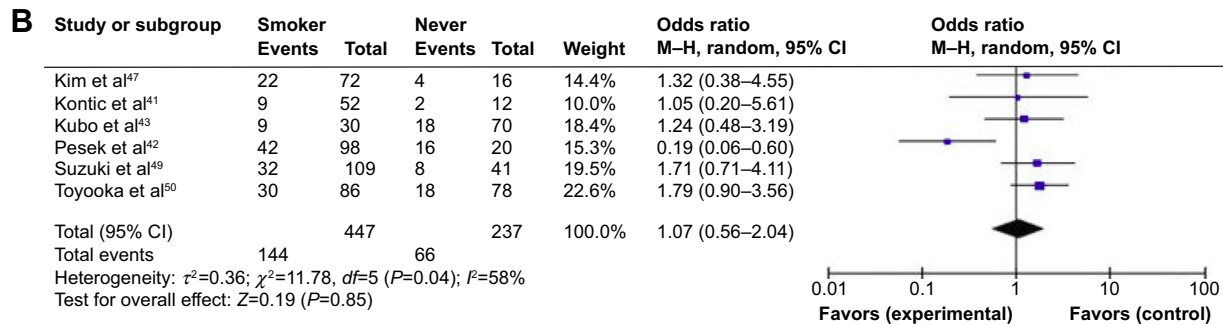 B
Study or subgroup Smoker Never Odds ratio Odds ratio
Events Total Events Total Weight M–H, random, 95% CI M–H, random, 95% CI
Kim et al47 22 72 4 16 14.4% 1.32 (0.38–4.55)
Kontic et al41 9 52 2 12 10.0% 1.05 (0.20–5.61)
Kubo et al43 9 30 18 70 18.4% 1.24 (0.48–3.19)
Pesek et al42 42 98 16 20 15.3% 0.19 (0.06–0.60)
Suzuki et al49 32 109 8 41 19.5% 1.71 (0.71–4.11)
Toyooka et al50 30 86 18 78 22.6% 1.79 (0.90–3.56)
Total (95% CI) 447 237 100.0% 1.07 (0.56–2.04)
Total events 144 66
Heterogeneity: τ2=0.36; χ2=11.78, df=5 (P=0.04); I2=58%
Test for overall effect: Z=0.19 (P=0.85)
0.01 0.1 1 10 100
Favors (experimental) Favors (control)